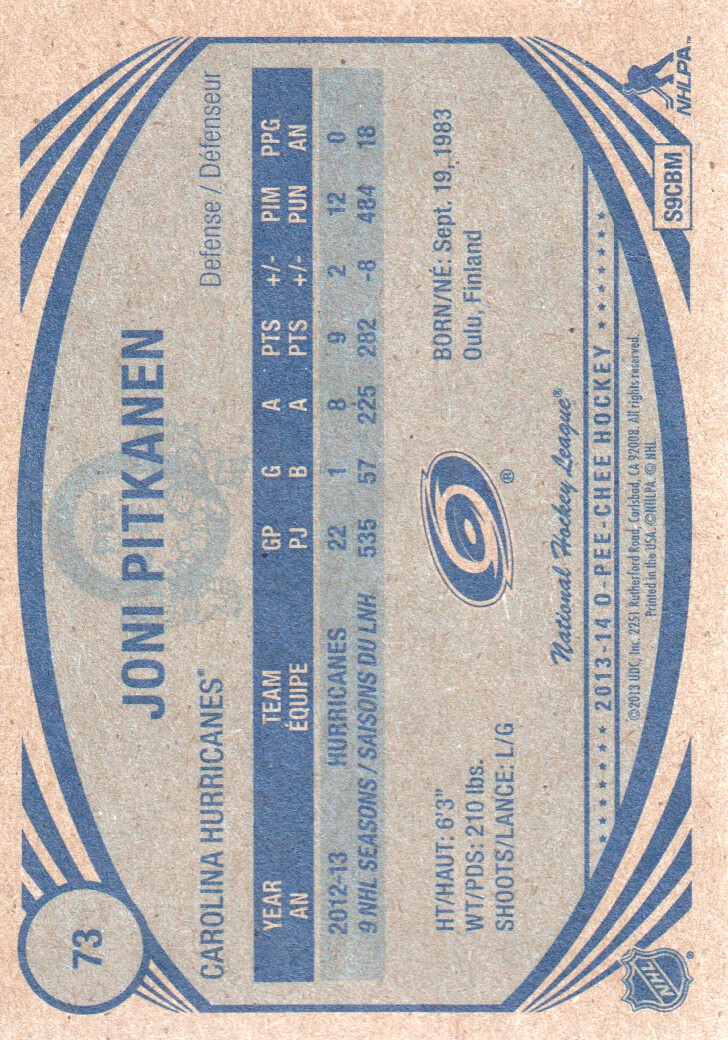 73
JONI PITKANEN
CAROLINA HURRICANES® Defense / Défenseur
YEAR TEAM GP G A PTS +/- PIM PPG
AN ÉQUIPE PJ B A PTS +/- PUN AN
2012-13 HURRICANES 22 1 8 9 2 12 0
9 NHL SEASONS / SAISONS DU LNH 535 57 225 282 -8 484 18
HT/HAUT: 6'3"
WT/PDS: 210 lbs.
SHOOTS/LANCE: L/G
®
BORN/NÉ: Sept. 19, 1983
Oulu, Finland
National Hockey League®
★★★★★★★ 2013-14 O-PEE-CHEE HOCKEY ★★★★★★★
©2013 UDC, Inc. 2251 Rutherford Road, Carlsbad, CA 92008. All rights reserved.
Printed in the USA. ©NHLPA. © NHL
NHL®
S9CBM
NHLPA™